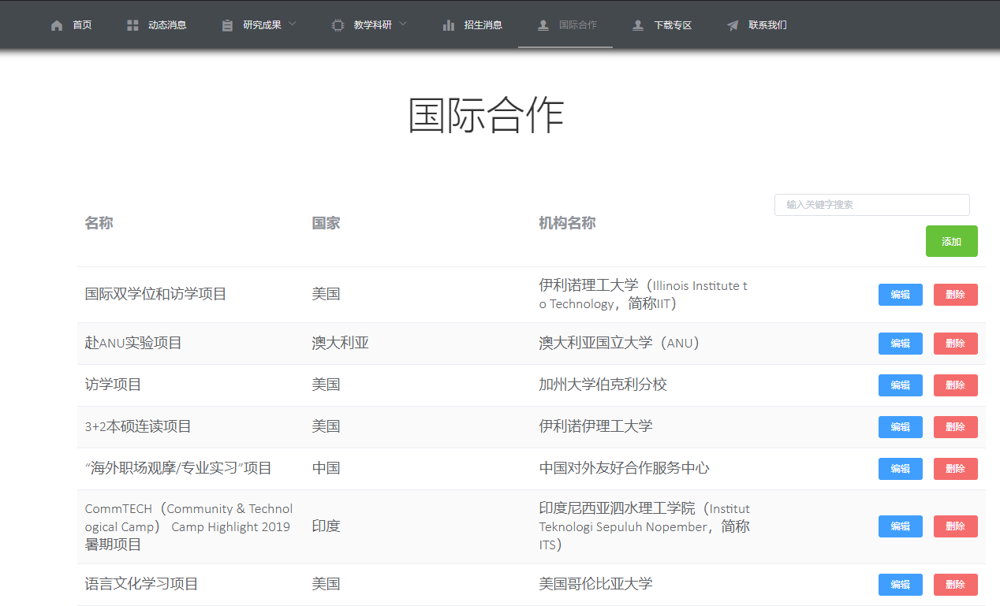 首页 动态消息 研究成果 教学科研 招生消息 国际合作 下载专区 联系我们
国际合作
输入关键字搜索
名称 国家 机构名称
添加
国际双学位和访学项目 美国 伊利诺理工大学（Illinois Institute t
o Technology，简称IIT） 编辑 删除
赴ANU实验项目 澳大利亚 澳大利亚国立大学（ANU） 编辑 删除
访学项目 美国 加州大学伯克利分校 编辑 删除
3+2本硕连读项目 美国 伊利诺伊理工大学 编辑 删除
“海外职场观摩/专业实习”项目 中国 中国对外友好合作服务中心 编辑 删除
CommTECH（Community & Technol
ogical Camp） Camp Highlight 2019
暑期项目 印度 印度尼西亚泗水理工学院（Institut
Teknologi Sepuluh Nopember，简称
ITS） 编辑 删除
语言文化学习项目 美国 美国哥伦比亚大学 编辑 删除